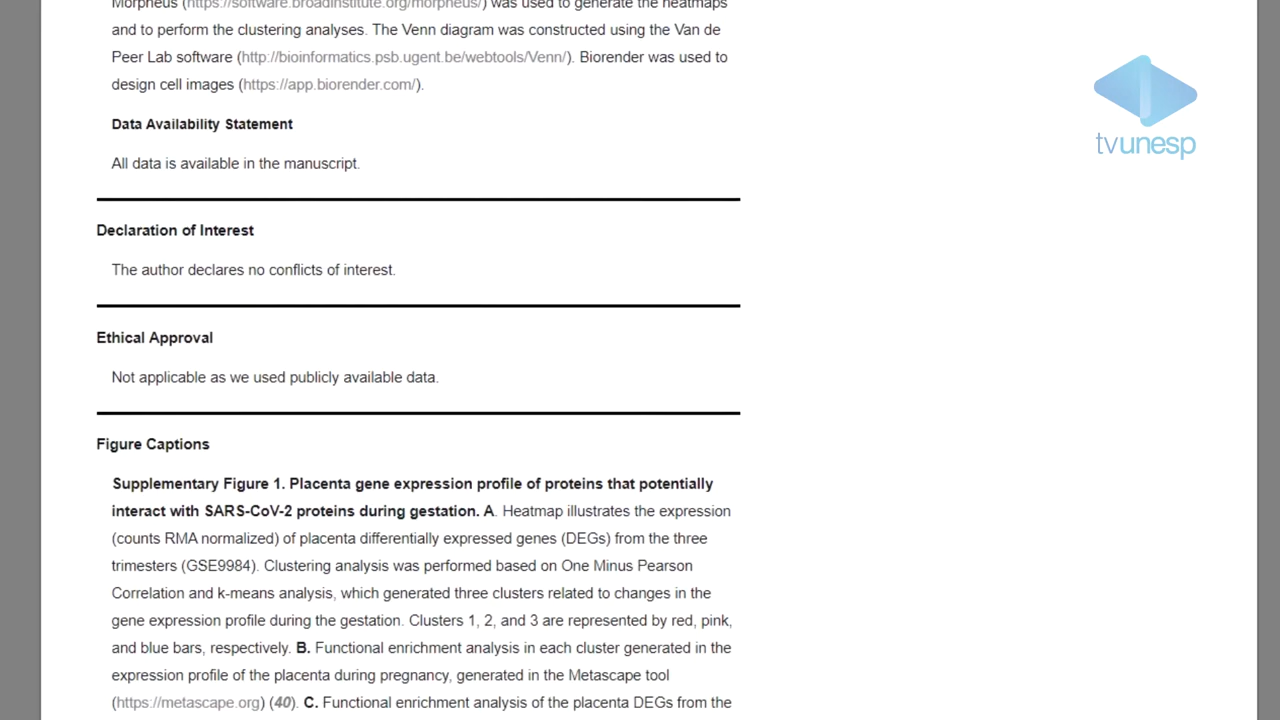 Morpheus (https://software.broadinstitute.org/morpheus/) was used to generate the heatmaps
and to perform the clustering analyses. The Venn diagram was constructed using the Van de
Peer Lab software (http://bioinformatics.psb.ugent.be/webtools/Venn/). Biorender was used to
design cell images (https://app.biorender.com/).
Data Availability Statement
All data is available in the manuscript.
Declaration of Interest
The author declares no conflicts of interest.
Ethical Approval
Not applicable as we used publicly available data.
Figure Captions
Supplementary Figure 1. Placenta gene expression profile of proteins that potentially
interact with SARS-CoV-2 proteins during gestation. A. Heatmap illustrates the expression
(counts RMA normalized) of placenta differentially expressed genes (DEGs) from the three
trimesters (GSE9984). Clustering analysis was performed based on One Minus Pearson
Correlation and k-means analysis, which generated three clusters related to changes in the
gene expression profile during the gestation. Clusters 1, 2, and 3 are represented by red, pink,
and blue bars, respectively. B. Functional enrichment analysis in each cluster generated in the
expression profile of the placenta during pregnancy, generated in the Metascape tool
(https://metascape.org) (40). C. Functional enrichment analysis of the placenta DEGs from the
tvunesp